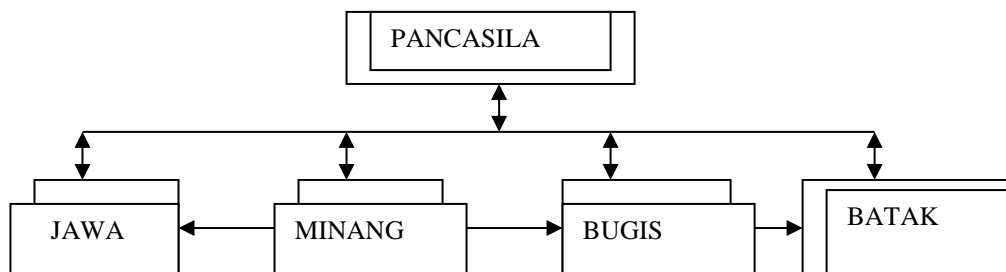 PANCASILA
JAWA
MINANG
BUGIS
BATAK